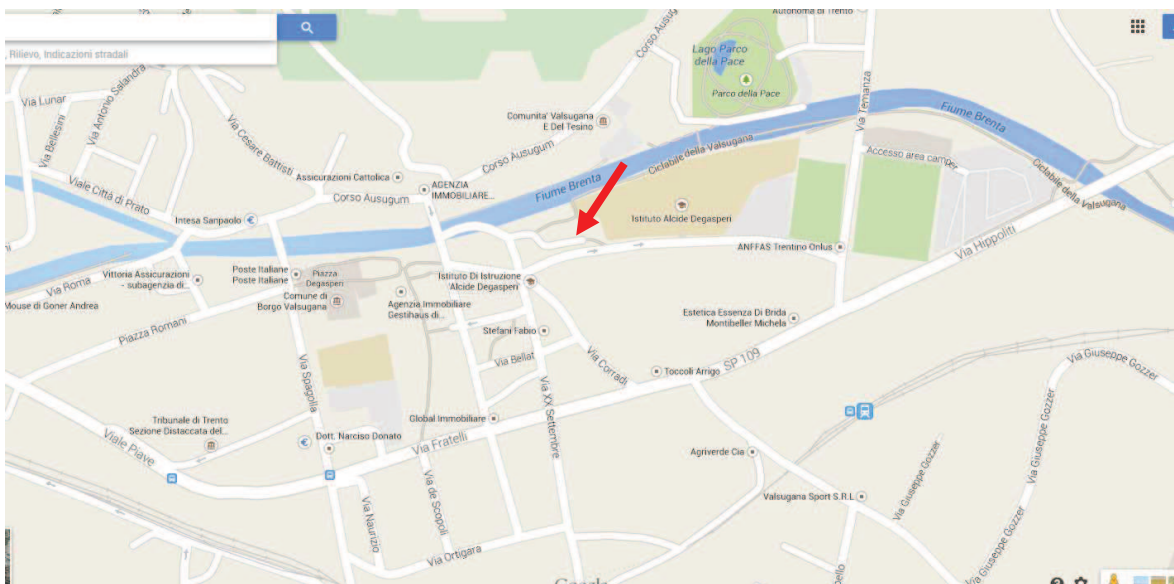 Autonoma di Trento
, Rilievo, Indicazioni stradali
Corso Ausugum
Lago Parco
della Pace
Parco della Pace
Via Temanza
Fiume Brenta
Via Lunar
Via Antonio Salandra
Via Bellesini
Via Cesare Battisti
Comunita' Valsugana
E Del Tesino
Corso Ausugum
Ciclabile della Valsugana
Accesso area camper
Ciclabile della Valsugana
Viale Città di Prato
Assicurazioni Cattolica
AGENZIA
IMMOBILIARE...
Corso Ausugum
Fiume Brenta
Intesa Sanpaolo
Istituto Alcide Degasperi
ANFFAS Trentino Onlus
Via Hippoliti
Via Roma
Vittoria Assicurazioni
- subagenzia di...
Poste Italiane
Poste Italiane
Piazza
Degasperi
Comune di
Borgo Valsugana
Istituto Di Istruzione
'Alcide Degasperi'
Agenzia Immobiliare
Gestihaus di...
Mouse di Goner Andrea
Piazza Romani
Stefani Fabio
Estetica Essenza Di Brida
Montibeller Michela
Via Bellat
Via Corradi
Toccoli Arrigo
SP 109
Via Giuseppe Gozzer
Via Spagolla
Via XX Settembre
Tribunale di Trento
Sezione Distaccata del...
Global Immobiliare
Dott. Narciso Donato
Via Fratelli
Viale Piave
Agriverde Cia
Via Giuseppe Gozzer
Via Giuseppe Gozzer
Valsugana Sport S.R.L
Via de Scopoli
Via Maurizio
Via Ortigara
Google